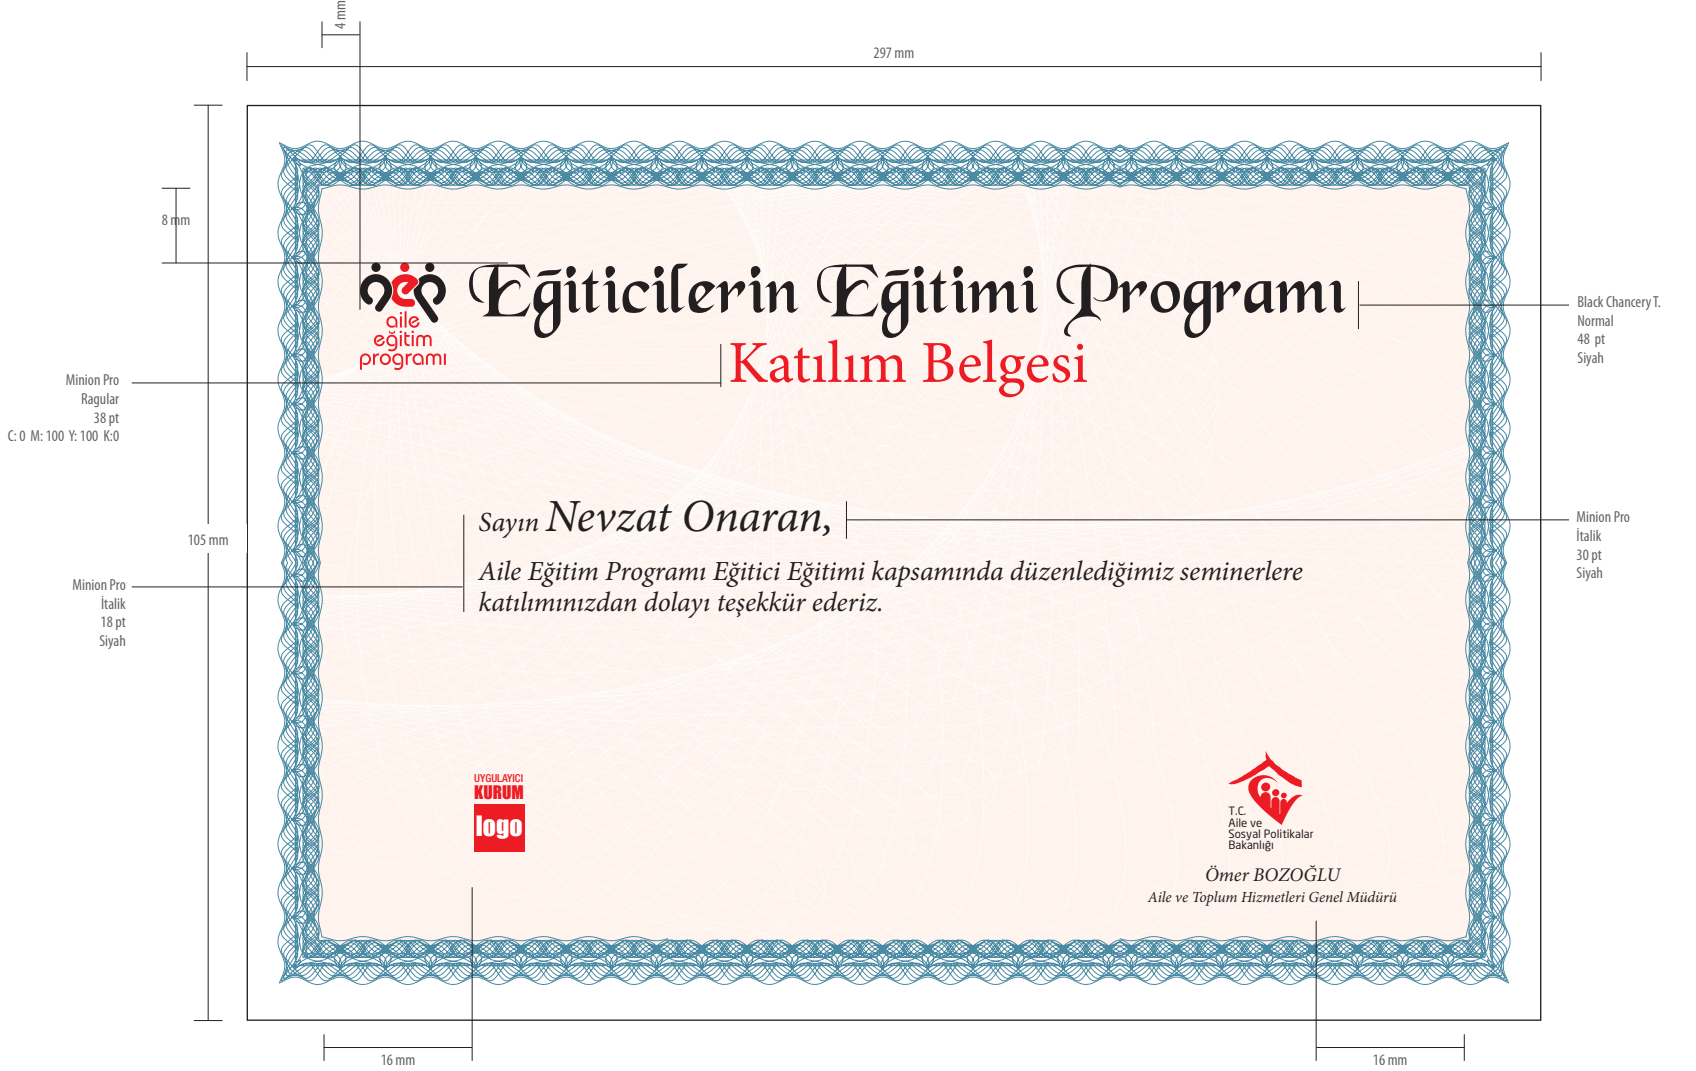 4 mm
297 mm
8 mm
Eğiticilerin Eğitimi Programı
aile
eğitim
programı
Katılım Belgesi
Black Chancery T.
Normal
48 pt
Siyah
Minion Pro
Ragular
38 pt
C: 0 M: 100 Y: 100 K:0
Sayın Nevzat Onaran,
Minion Pro
İtalik
30 pt
Siyah
105 mm
Aile Eğitim Programı Eğitici Eğitimi kapsamında düzenlediğimiz seminerlere
katılımınızdan dolayı teşekkür ederiz.
Minion Pro
İtalik
18 pt
Siyah
UYGULAYICI
KURUM
logo
T.C.
Aile ve
Sosyal Politikalar
Bakanlığı
Ömer BOZOĞLU
Aile ve Toplum Hizmetleri Genel Müdürü
16 mm
16 mm